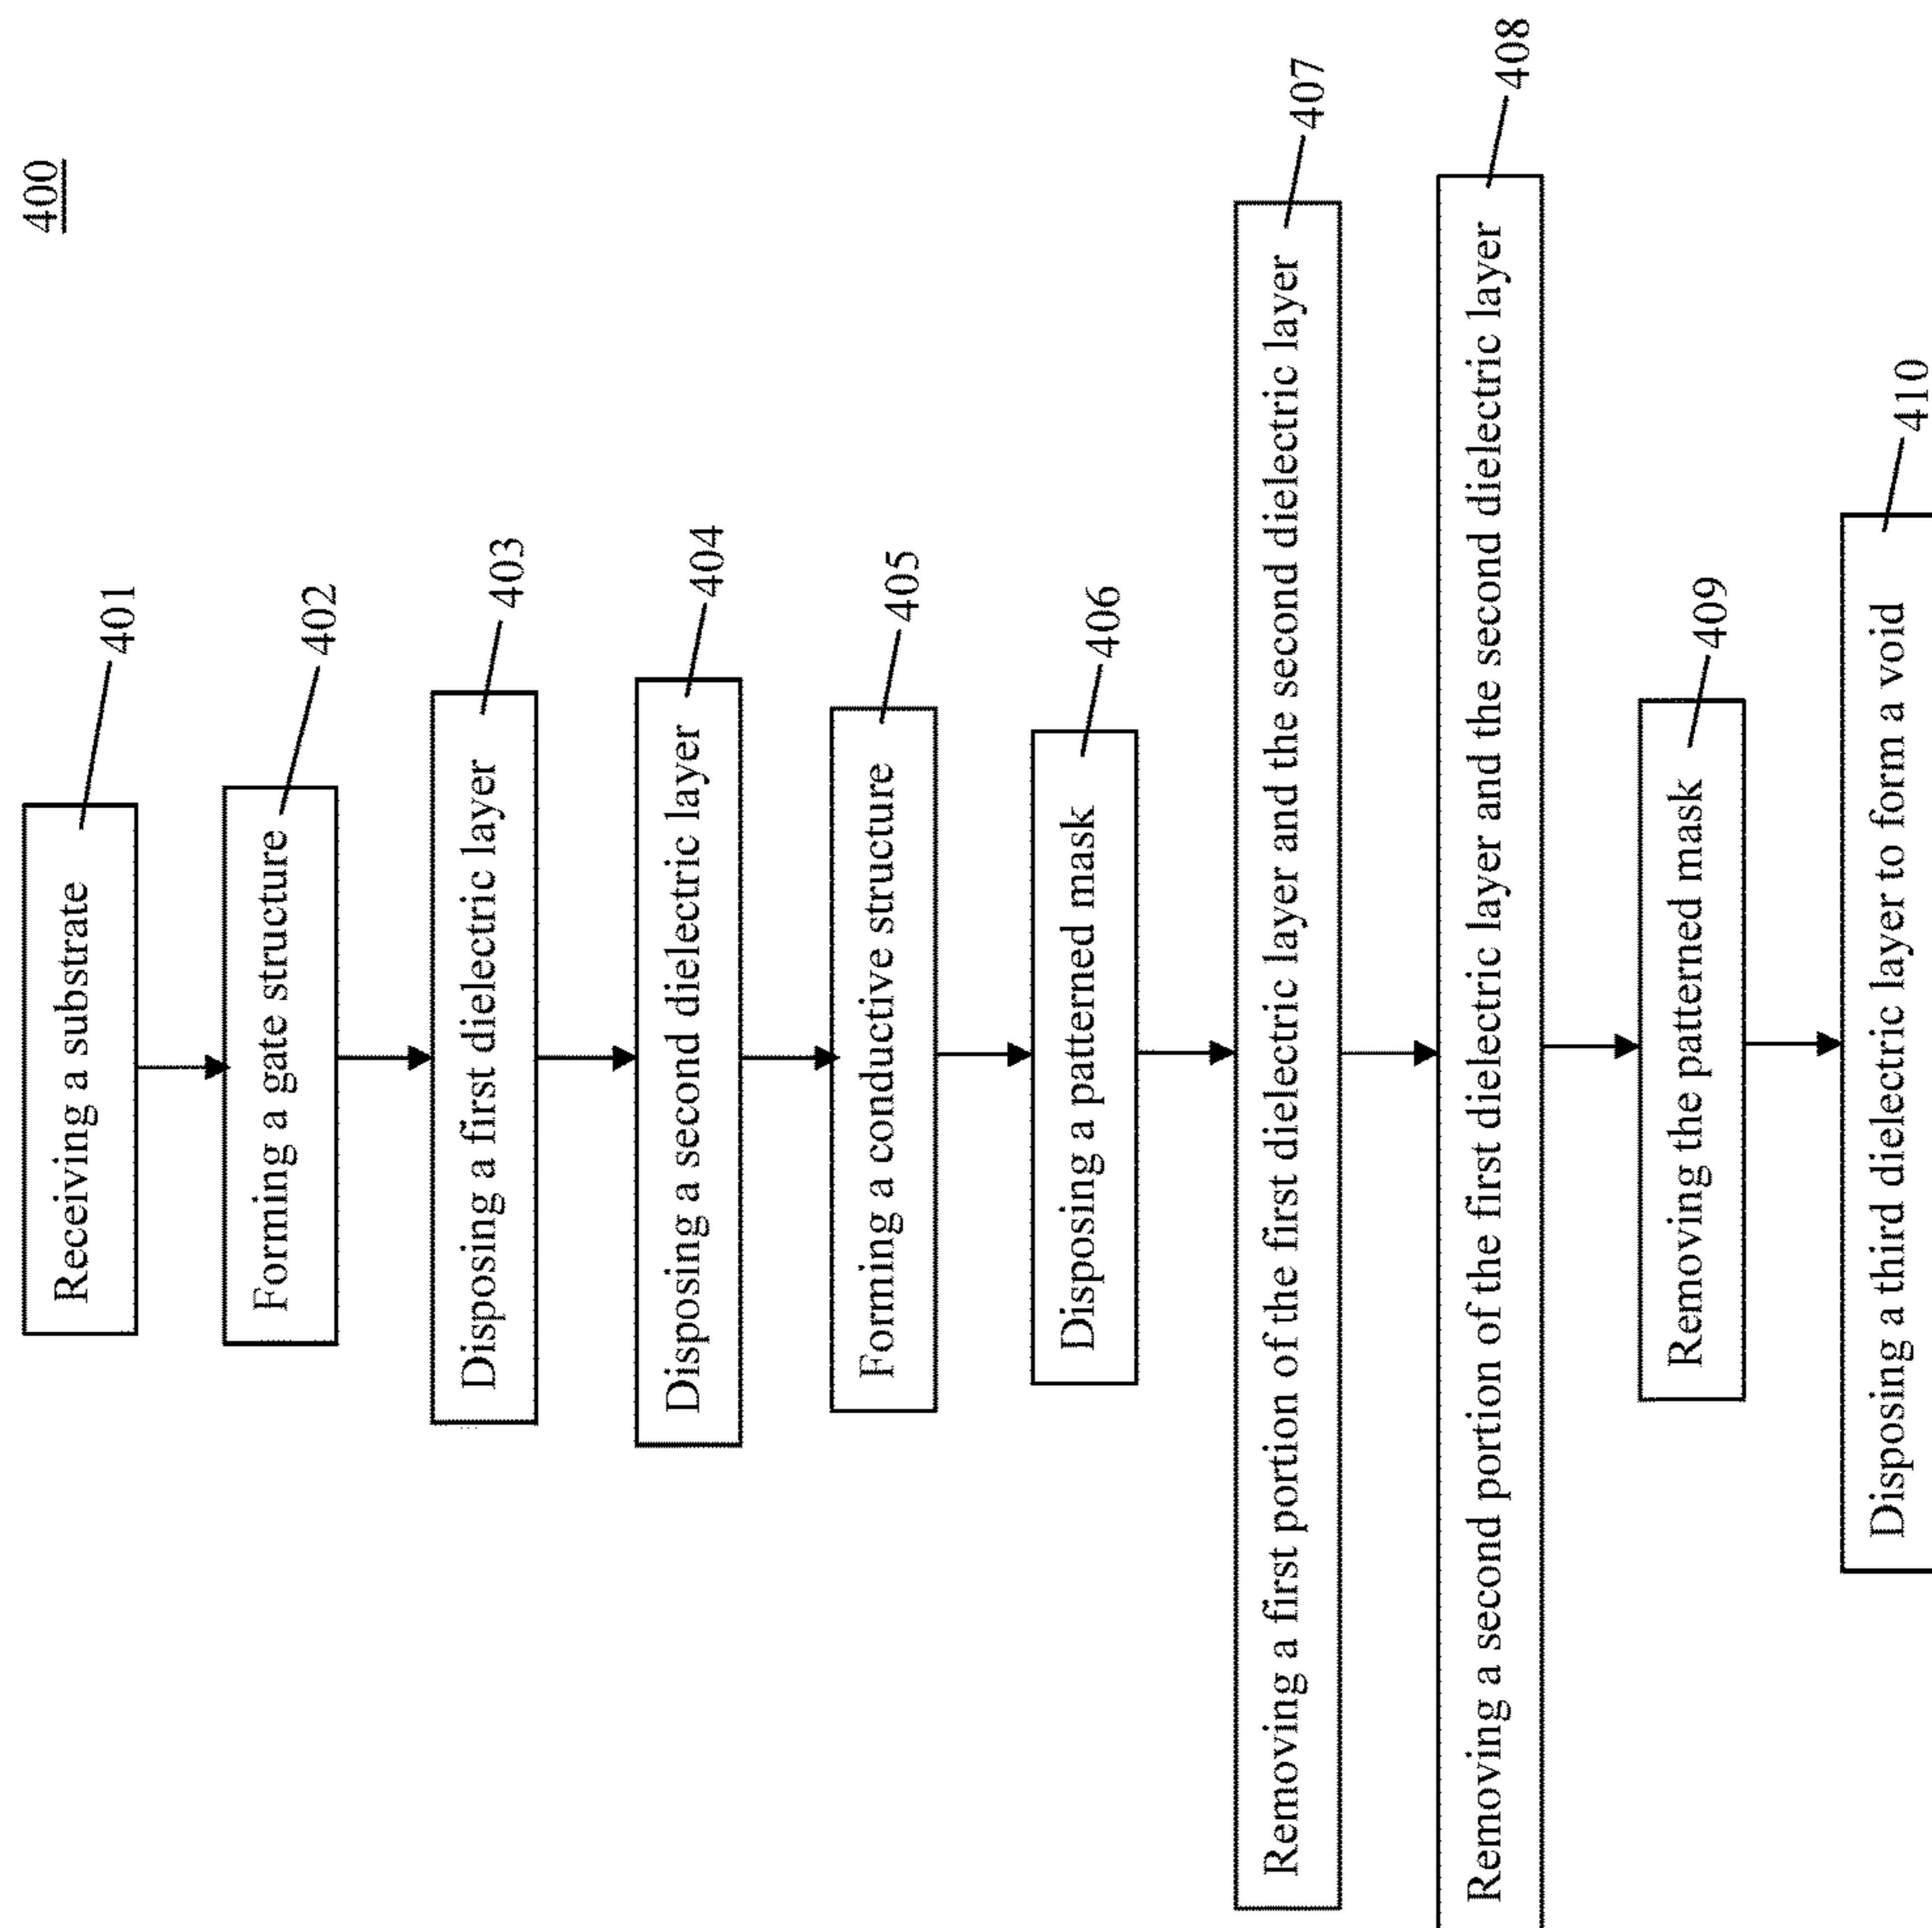 400
Receiving a substrate
401
Forming a gate structure
402
Disposing a first dielectric layer
403
Disposing a second dielectric layer
404
Forming a conductive structure
405
Disposing a patterned mask
406
Removing a first portion of the first dielectric layer and the second dielectric layer
407
Removing a second portion of the first dielectric layer and the second dielectric layer
408
Removing the patterned mask
409
Disposing a third dielectric layer to form a void
410